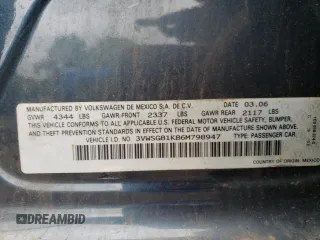 MANUFACTURED BY VOLKSWAGEN DE MEXICO S.A. DE C.V. DATE 03.06
GVWR 4344 LBS GAWR-FRONT 2337 LBS GAWR REAR 2117 LBS
THIS VEHICLE CONFORMS TO ALL APPLICABLE U.S. FEDERAL MOTOR VEHICLE SAFETY, BUMPER,
AND THEFT PREVENTION STANDARDS IN EFFECT ON THE DATE OF MANUFACTURE SHOWN ABOVE.
VEHICLE I.D. NO. 3VWSG81K86M798947 TYPE: PASSENGER CAR
COUNTRY OF ORIGIN: MEXICO
DREAMBID